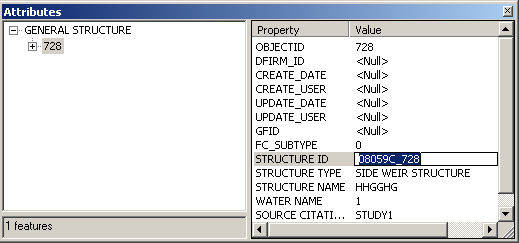 Attributes
GENERAL STRUCTURE
728
1 features
Property Value
OBJECTID 728
DFIRM_ID <Null>
CREATE_DATE <Null>
CREATE_USER <Null>
UPDATE_DATE <Null>
UPDATE_USER <Null>
GFID <Null>
FC_SUBTYPE 0
STRUCTURE ID 08059C_728
STRUCTURE TYPE SIDE WEIR STRUCTURE
STRUCTURE NAME HHGGHG
WATER NAME 1
SOURCE CITATI... STUDY1